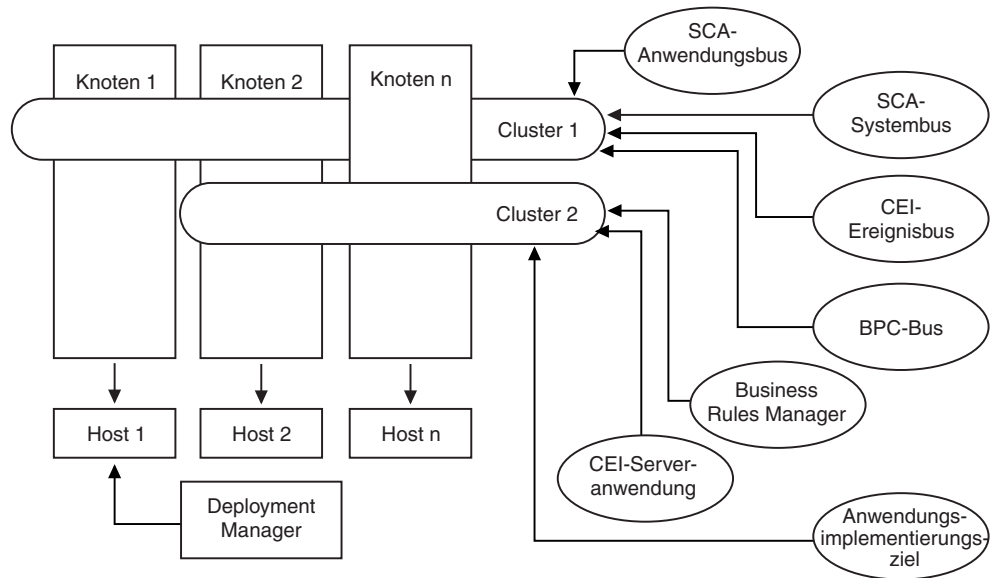 SCA-
Anwendungsbus
Knoten 1
Knoten 2
Knoten n
SCA-
Systembus
Cluster 1
Cluster 2
CEI-
Ereignisbus
BPC-Bus
Business
Rules Manager
Host 1
Host 2
Host n
CEI-Server-
anwendung
Deployment
Manager
Anwendungs-
implementierungs-
ziel